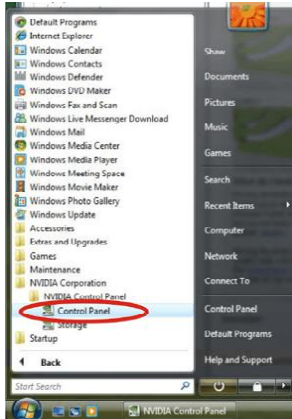 Default Programs
Internet Explorer
Windows Calendar
Windows Contacts
Windows Defender
Windows DVD Maker
Windows Fax and Scan
Windows Live Messenger Download
Windows Mail
Windows Media Center
Windows Media Player
Windows Meeting Space
Windows Movie Maker
Windows Photo Gallery
Windows Update
Accessories
Extras and Upgrades
Games
Maintenance
NVIDIA Corporation
NVIDIA Control Panel
Control Panel
Storage
Startup
Back
Start Search
Shaw
Documents
Pictures
Music
Games
Search
Recent Items
Computer
Network
Connect To
Control Panel
Default Programs
Help and Support
NVIDIA Control Panel